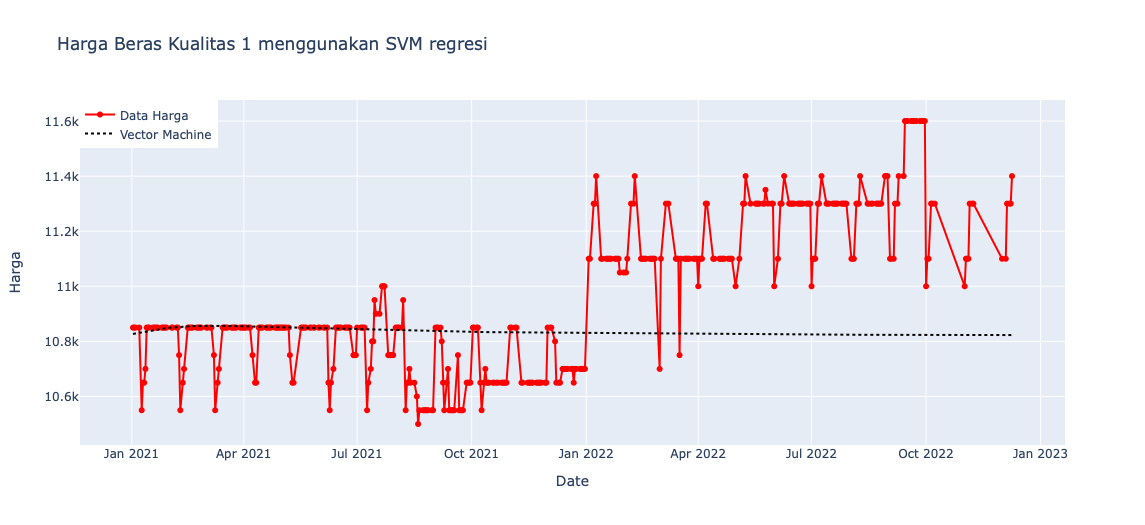 Harga Beras Kualitas 1 menggunakan SVM regresi
Data Harga
Vector Machine
11.6k
11.4k
11.2k
11k
10.8k
10.6k
Harga
Jan 2021
Apr 2021
Jul 2021
Oct 2021
Jan 2022
Apr 2022
Jul 2022
Oct 2022
Jan 2023
Date